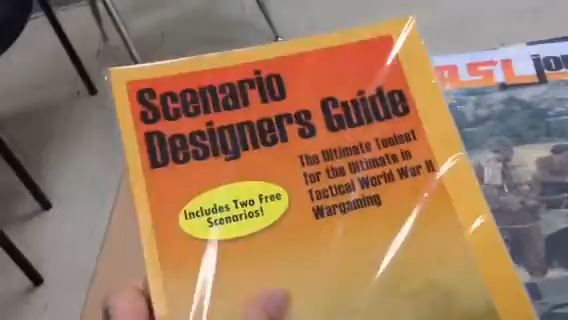 Scenario
Designers Guide
The Ultimate Toolset
for the Ultimate in
Tactical World War II
Wargaming
Includes Two Free
Scenarios!
ASL jou